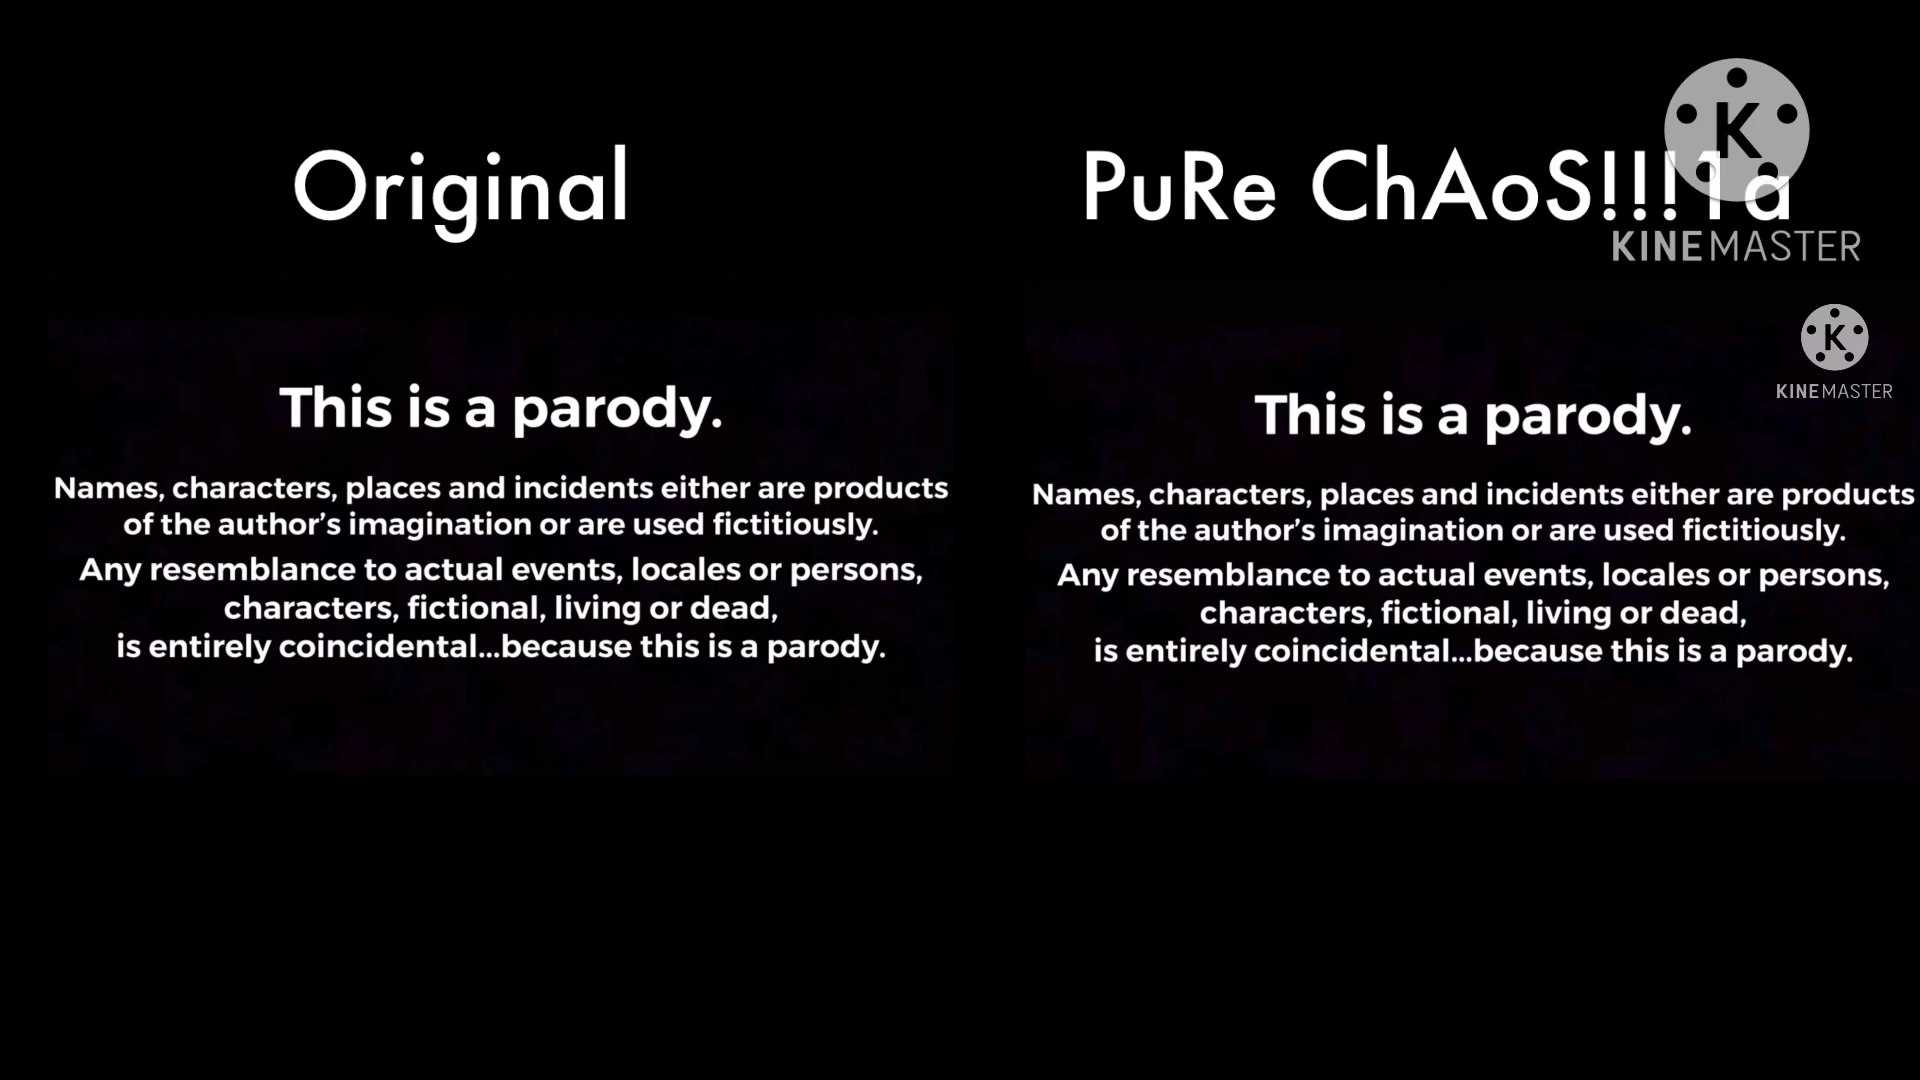 Original
PuRe ChAoS!!!1a
K
KINEMASTER
K
KINEMASTER
This is a parody.
Names, characters, places and incidents either are products
of the author’s imagination or are used fictitiously.
Any resemblance to actual events, locales or persons,
characters, fictional, living or dead,
is entirely coincidental...because this is a parody.
This is a parody.
Names, characters, places and incidents either are products
of the author’s imagination or are used fictitiously.
Any resemblance to actual events, locales or persons,
characters, fictional, living or dead,
is entirely coincidental...because this is a parody.